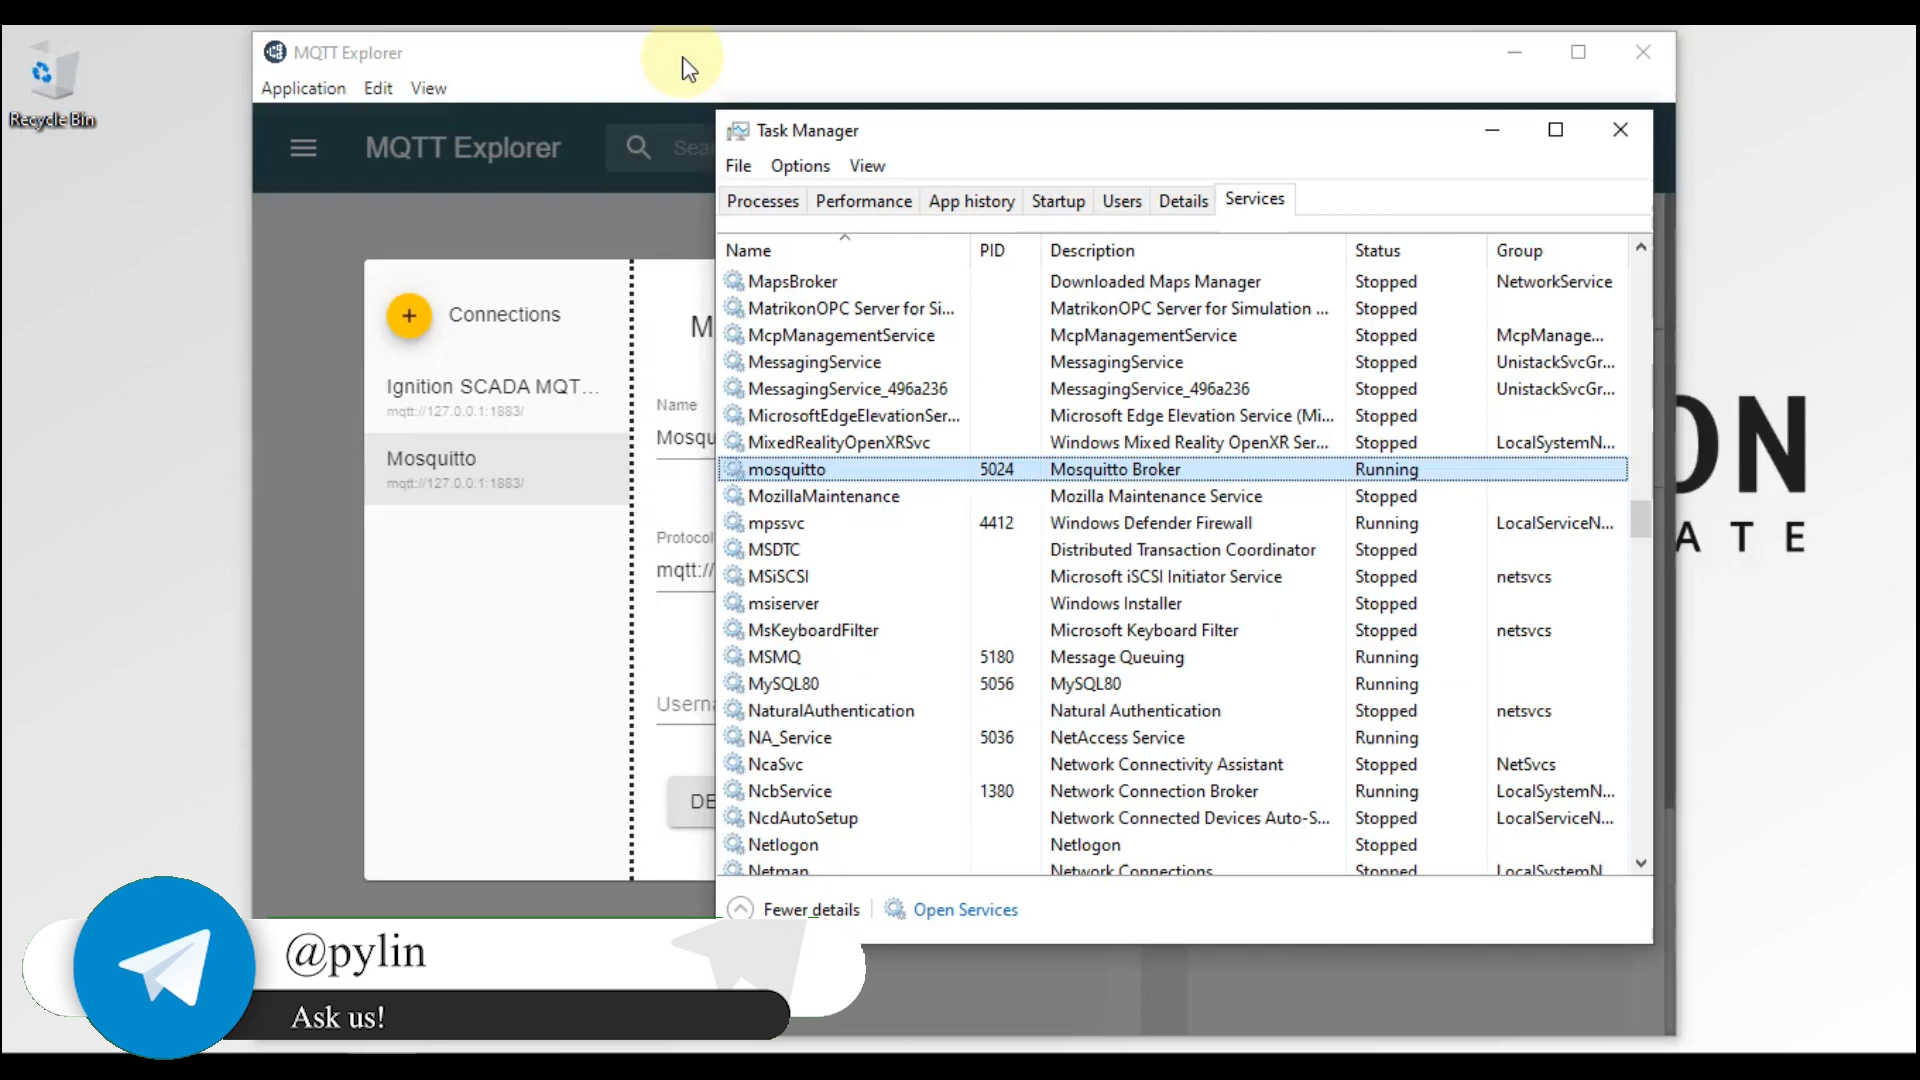 Recycle Bin
MQTT Explorer
Application Edit View
MQTT Explorer
Connections
Ignition SCADA MQT...
mqtt://127.0.0.1:1883/
Mosquitto
mqtt://127.0.0.1:1883/
Name
Protocol
mqtt://
Task Manager
File Options View
Processes Performance App history Startup Users Details Services
Name PID Description Status Group
MapsBroker Downloaded Maps Manager Stopped NetworkService
MatrikonOPC Server for Si... MatrikonOPC Server for Simulation ... Stopped
McpManagementService McpManagementService Stopped McpManage...
MessagingService MessagingService Stopped UnistackSvcGr...
MessagingService_496a236 MessagingService_496a236 Stopped UnistackSvcGr...
MicrosoftEdgeElevationSer... Microsoft Edge Elevation Service (Mi... Stopped
MixedRealityOpenXRSvc Windows Mixed Reality OpenXR Ser... Stopped LocalSystemN...
mosquitto 5024 Mosquitto Broker Running
MozillaMaintenance Mozilla Maintenance Service Stopped
mpssvc 4412 Windows Defender Firewall Running LocalServiceN...
MSDTC Distributed Transaction Coordinator Stopped
MSiSCSI Microsoft iSCSI Initiator Service Stopped netsvcs
msiserver Windows Installer Stopped
MsKeyboardFilter Microsoft Keyboard Filter Stopped netsvcs
MSMQ 5180 Message Queuing Running
MySQL80 5056 MySQL80 Running
NaturalAuthentication Natural Authentication Stopped netsvcs
NA_Service 5036 NetAccess Service Running
NcaSvc Network Connectivity Assistant Stopped NetSvcs
NcbService 1380 Network Connection Broker Running LocalSystemN...
NcdAutoSetup Network Connected Devices Auto-S... Stopped LocalServiceN...
Netlogon Netlogon Stopped
Netman Network Connections Stopped LocalSystemN...
Fewer details Open Services
ON
ATE
@pylin
Ask us!